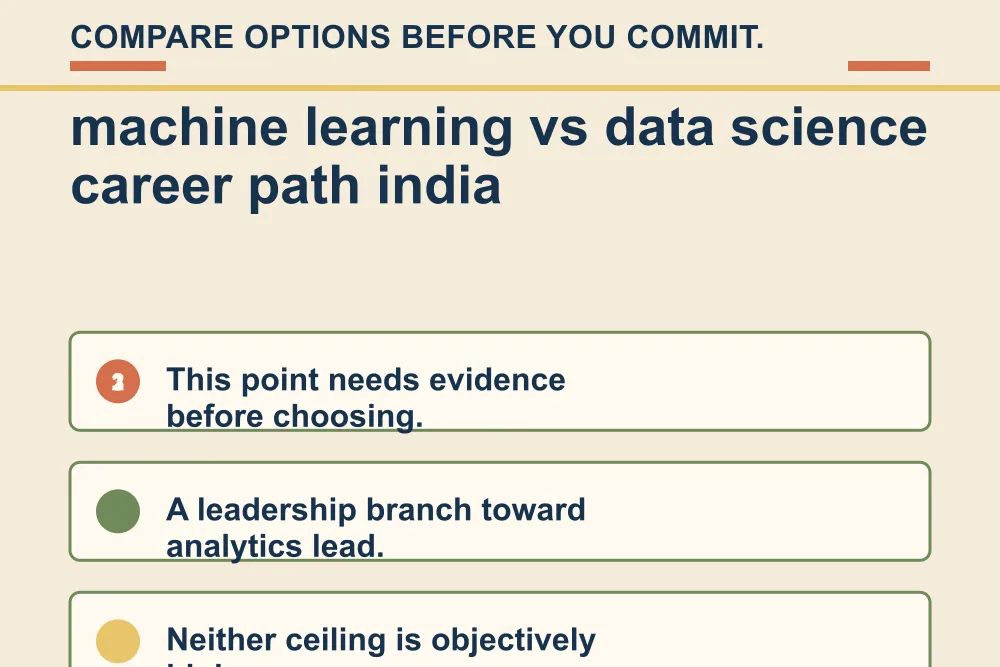 COMPARE OPTIONS BEFORE YOU COMMIT.
machine learning vs data science
career path india
This point needs evidence
before choosing.
A leadership branch toward
analytics lead.
Neither ceiling is objectively